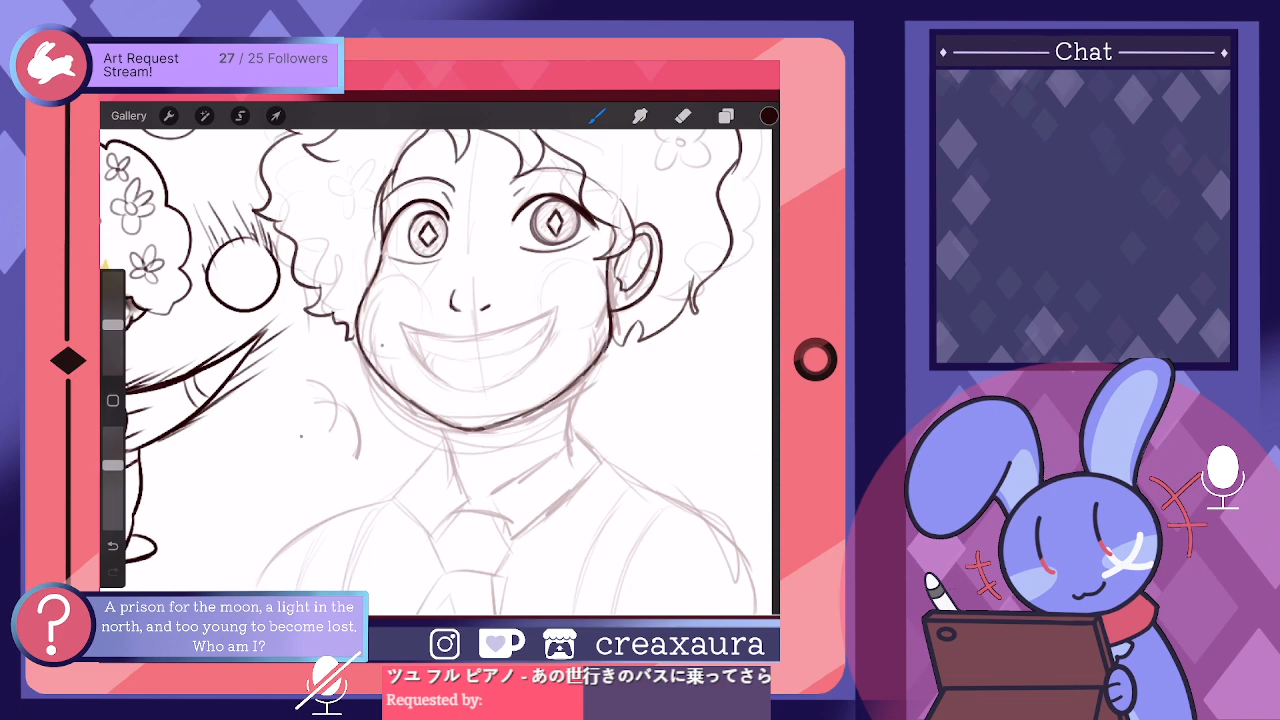 Art Request
Stream!
27 / 25 Followers
Chat
Gallery
A prison for the moon, a light in the
north, and too young to become lost.
Who am I?
creaxaura
ツユ フル ピアノ - あの世行きのバスに乗ってさら
Requested by: